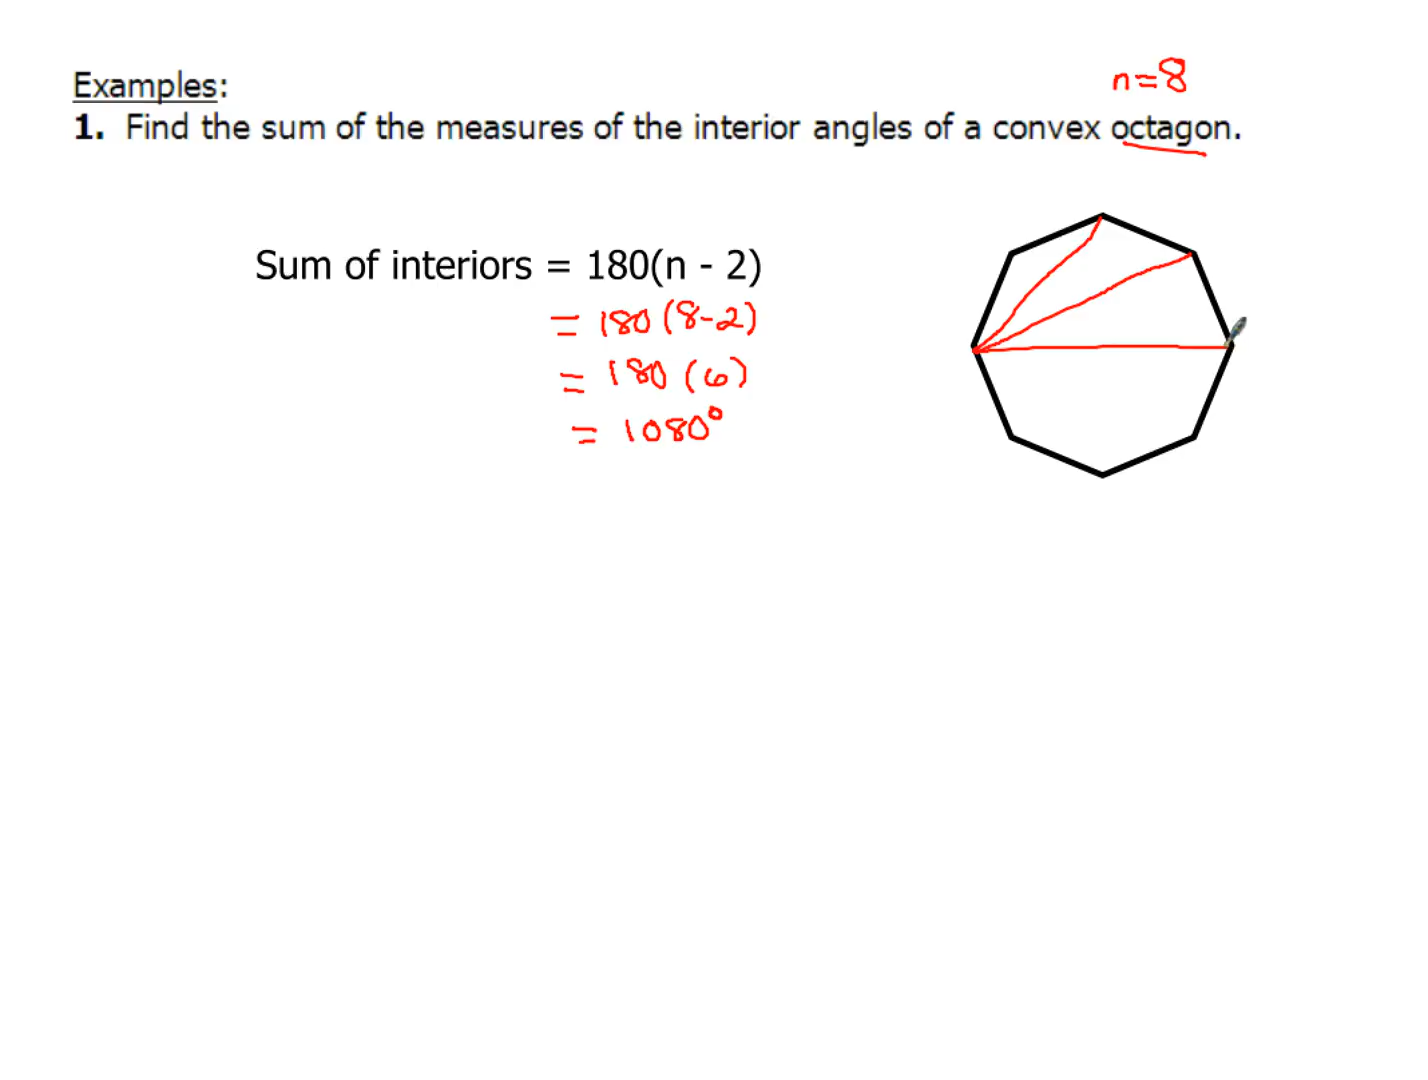 n=8
Examples:
1. Find the sum of the measures of the interior angles of a convex octagon.
Sum of interiors = 180(n - 2)
= 180 (8-2)
= 180 (6)
= 1080°